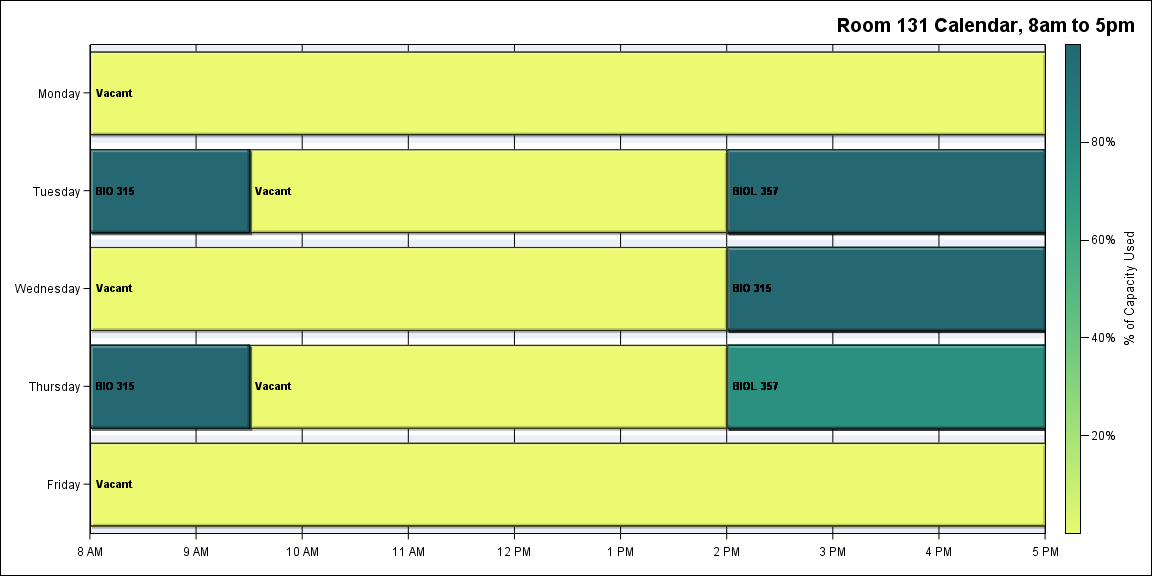 Room 131 Calendar, 8am to 5pm
Monday
Vacant
Tuesday
BIO 315
Vacant
BIOL 357
Wednesday
Vacant
BIO 315
Thursday
BIO 315
Vacant
BIOL 357
Friday
Vacant
8 AM
9 AM
10 AM
11 AM
12 PM
1 PM
2 PM
3 PM
4 PM
5 PM
80%
60%
40%
20%
% of Capacity Used